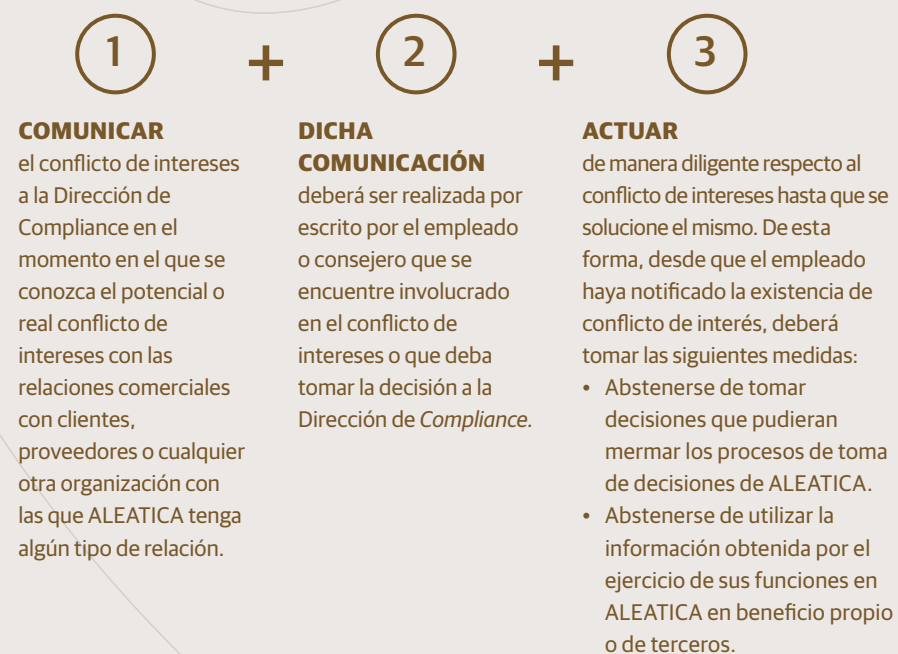 1 + 2 + 3
COMUNICAR
el conflicto de intereses
a la Dirección de
Compliance en el
momento en el que se
conozca el potencial o
real conflicto de
intereses con las
relaciones comerciales
con clientes,
proveedores o cualquier
otra organización con
las que ALEATICA tenga
algún tipo de relación.
DICHA
COMUNICACIÓN
deberá ser realizada por
escrito por el empleado
o consejero que se
encuentre involucrado
en el conflicto de
intereses o que deba
tomar la decisión a la
Dirección de Compliance.
ACTUAR
de manera diligente respecto al
conflicto de intereses hasta que se
solucione el mismo. De esta
forma, desde que el empleado
haya notificado la existencia de
conflicto de interés, deberá
tomar las siguientes medidas:
• Abstenerse de tomar
decisiones que pudieran
mermar los procesos de toma
de decisiones de ALEATICA.
• Abstenerse de utilizar la
información obtenida por el
ejercicio de sus funciones en
ALEATICA en beneficio propio
o de terceros.